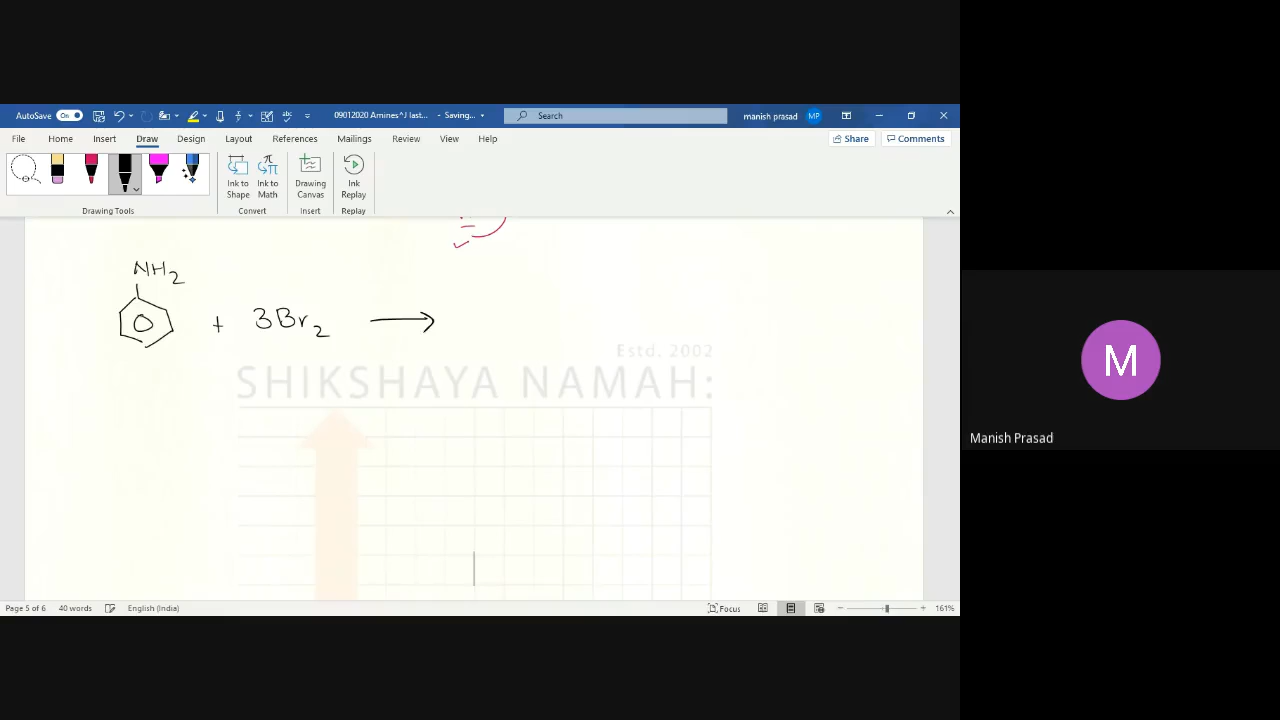 AutoSave On 09012020 Amines^J last... - Saving... Search manish prasad MP
File Home Insert Draw Design Layout References Mailings Review View Help Share Comments
Ink to Shape Ink to Math Drawing Canvas Ink Replay
Drawing Tools Convert Insert Replay
NH2
+ 3Br2 →
Estd. 2002
SHIKSHAYA NAMAH:
M
Manish Prasad
Page 5 of 6 40 words English (India) Focus 161%